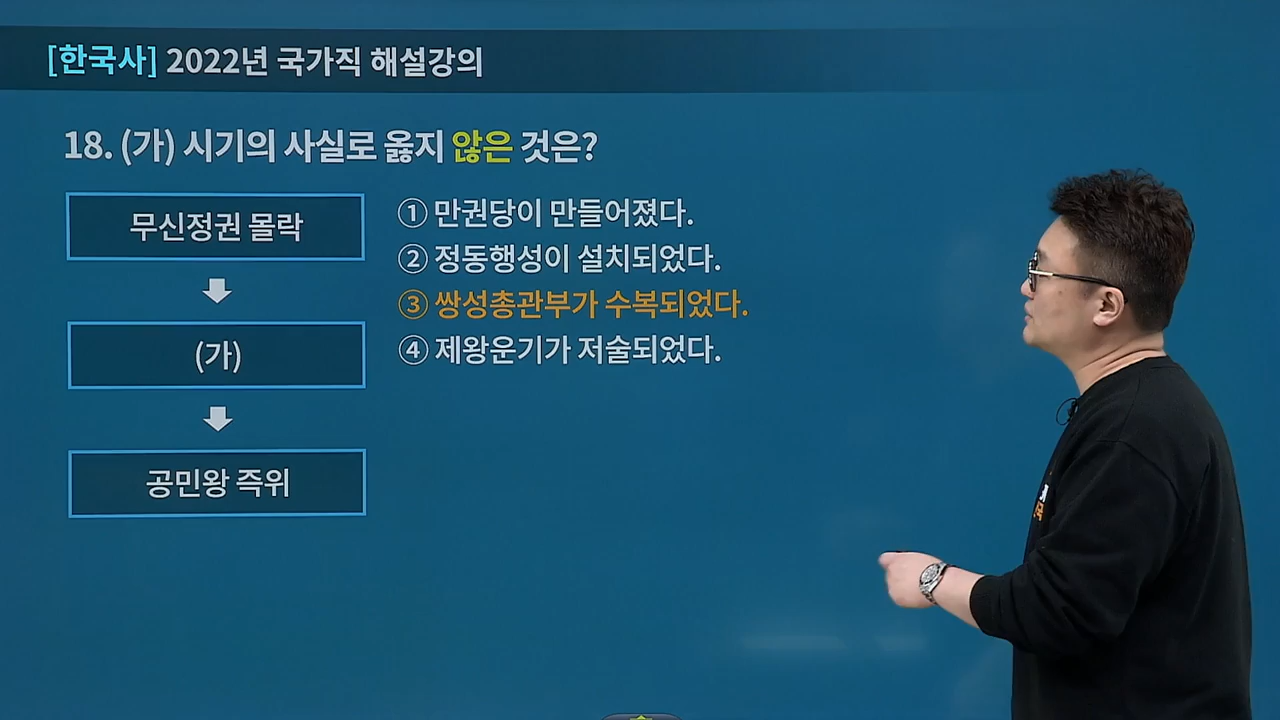 [한국사] 2022년 국가직 해설강의
18. (가) 시기의 사실로 옳지 않은 것은?
무신정권 몰락
(가)
공민왕 즉위
① 만권당이 만들어졌다.
② 정동행성이 설치되었다.
③ 쌍성총관부가 수복되었다.
④ 제왕운기가 저술되었다.